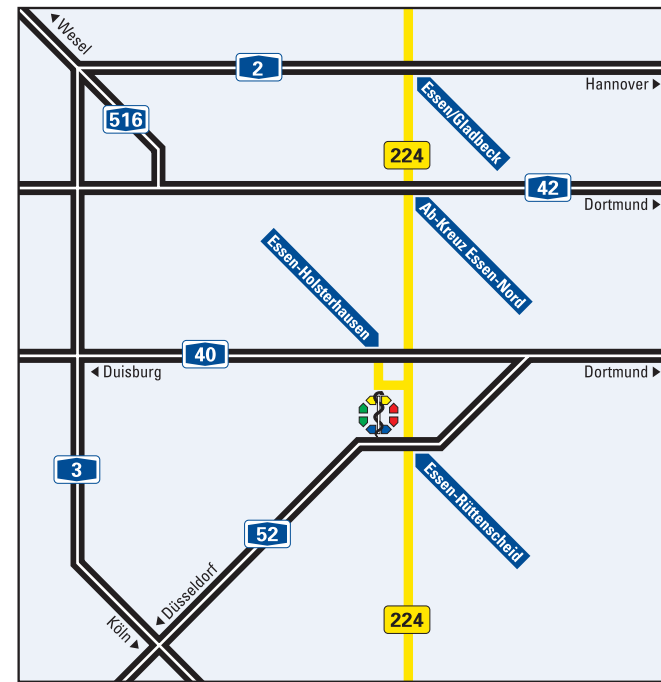 Wesel
2
Hannover
Essen/Gladbeck
516
224
42
Dortmund
Ab-Kreuz Essen-Nord
Essen-Holsterhausen
40
Duisburg
Dortmund
3
Essen-Rüttenscheid
52
Düsseldorf
Köln
224